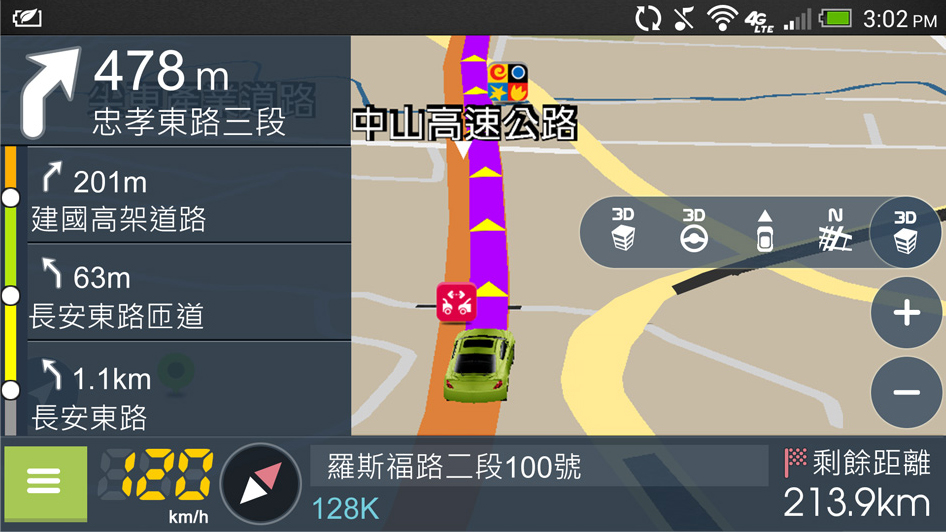 4G LTE 3:02 PM
478 m
忠孝東路三段
201m
建國高架道路
63m
長安東路匝道
1.1km
長安東路
中山高速公路
3D 3D N 3D
120
km/h
羅斯福路二段100號
128K
剩餘距離
213.9km